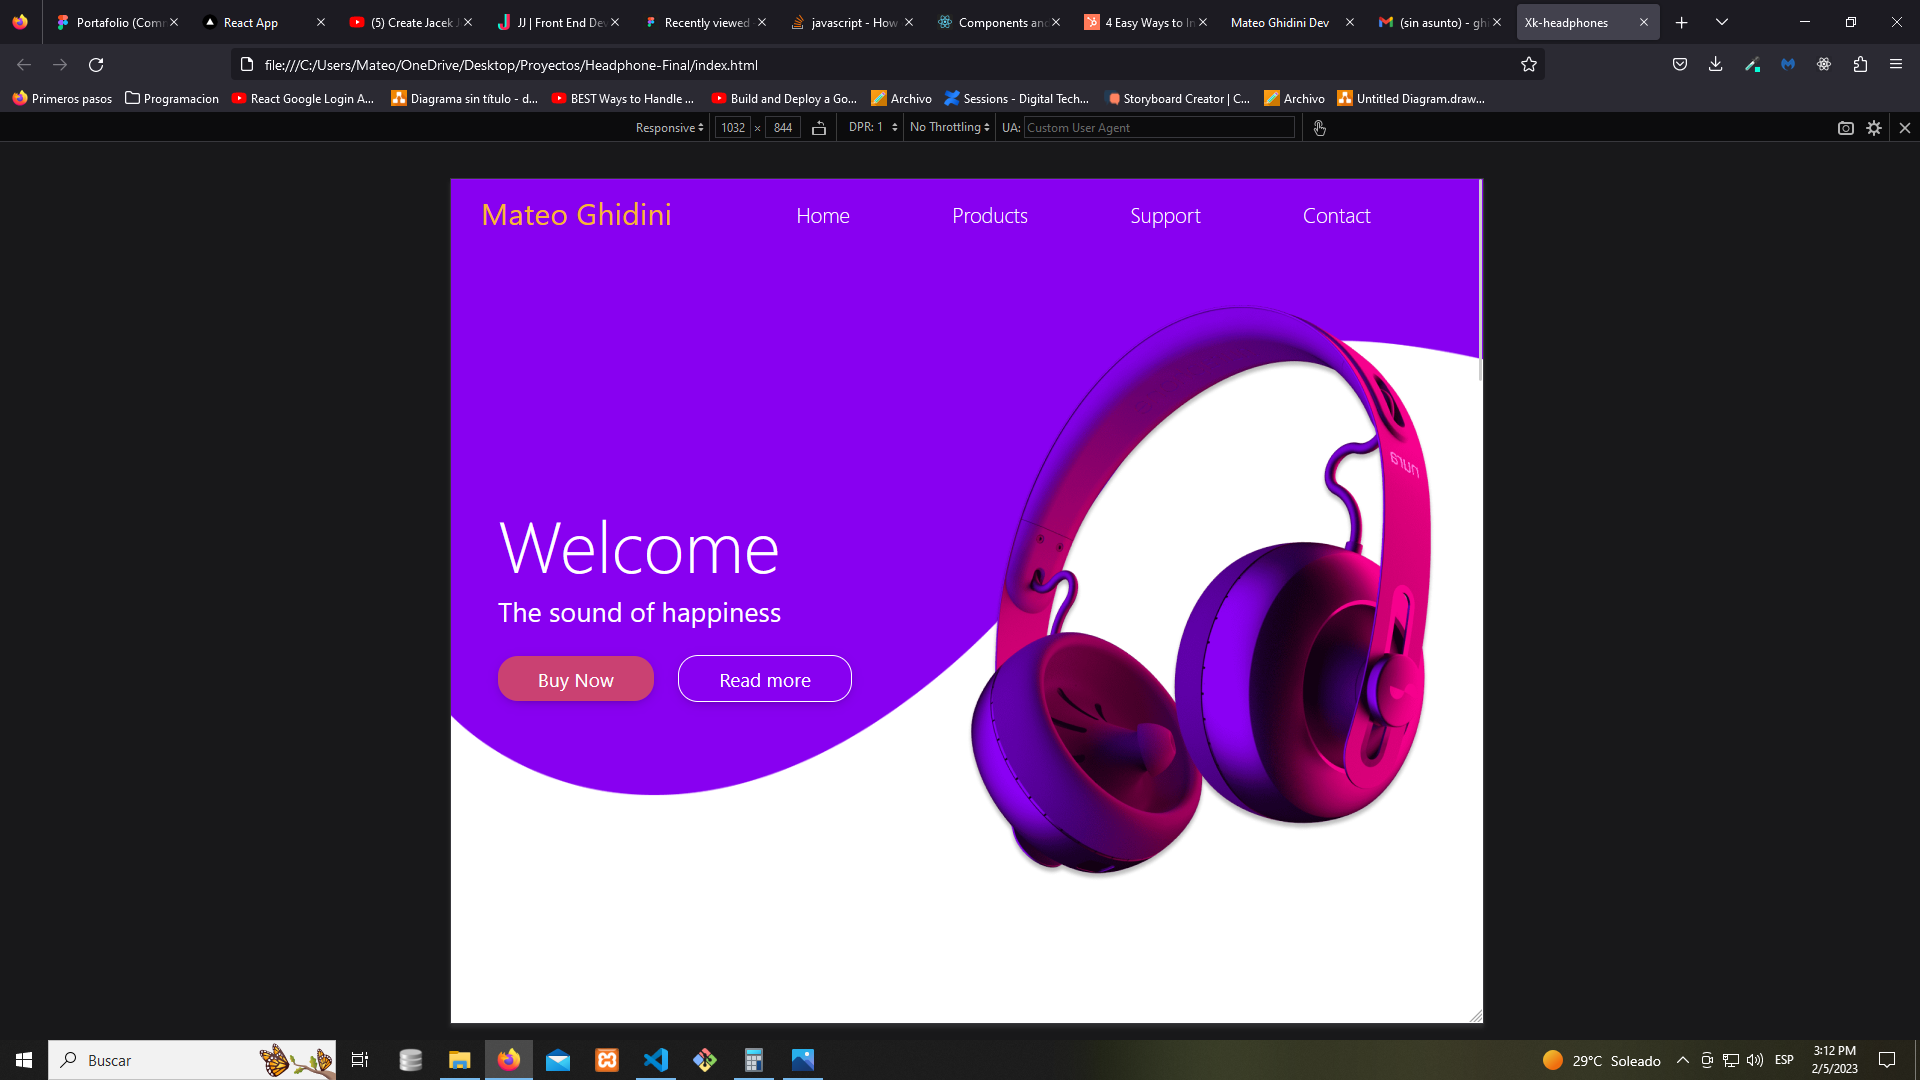 Portafolio (Com
React App
(5) Create Jacek J
JJ | Front End De
Recently viewed
javascript - How
Components and
4 Easy Ways to In
Mateo Ghidini Dev
(sin asunto) - ghi
Xk-headphones
file:///C:/Users/Mateo/OneDrive/Desktop/Proyectos/Headphone-Final/index.html
Primeros pasos
Programacion
React Google Login A...
Diagrama sin título - d...
BEST Ways to Handle ...
Build and Deploy a Go...
Archivo
Sessions - Digital Tech...
Storyboard Creator | C...
Archivo
Untitled Diagram.draw...
Responsive 1032 × 844 DPR: 1 No Throttling UA: Custom User Agent
Mateo Ghidini
Home
Products
Support
Contact
nura
Welcome
The sound of happiness
Buy Now
Read more
Buscar
29°C Soleado
ESP
3:12 PM
2/5/2023